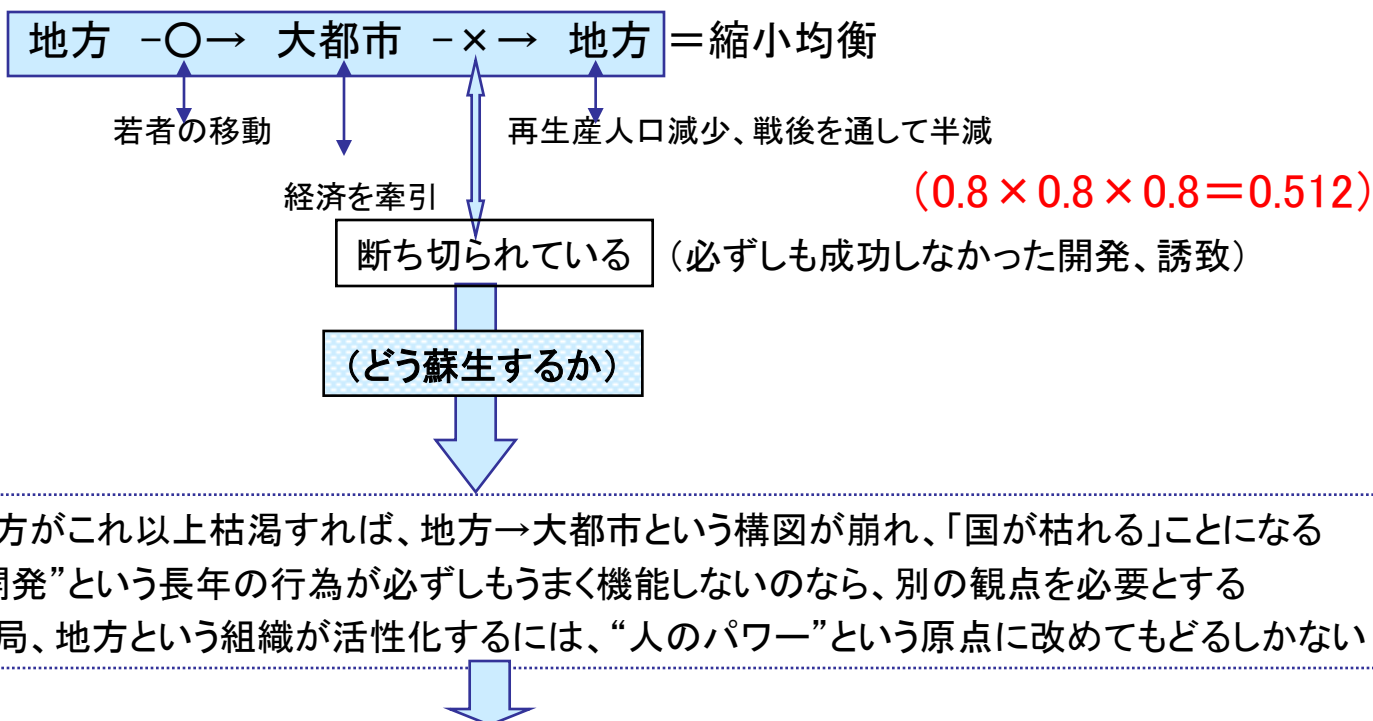 地方 -○→ 大都市 -×→ 地方＝縮小均衡
若者の移動
再生産人口減少、戦後を通して半減
経済を牽引
（0.8×0.8×0.8＝0.512）
断ち切られている
（必ずしも成功しなかった開発、誘致）
（どう蘇生するか）
方がこれ以上枯渇すれば、地方→大都市という構図が崩れ、「国が枯れる」ことになる
開発”という長年の行為が必ずしもうまく機能しないのなら、別の観点を必要とする
局、地方という組織が活性化するには、“人のパワー”という原点に改めてもどるしかない